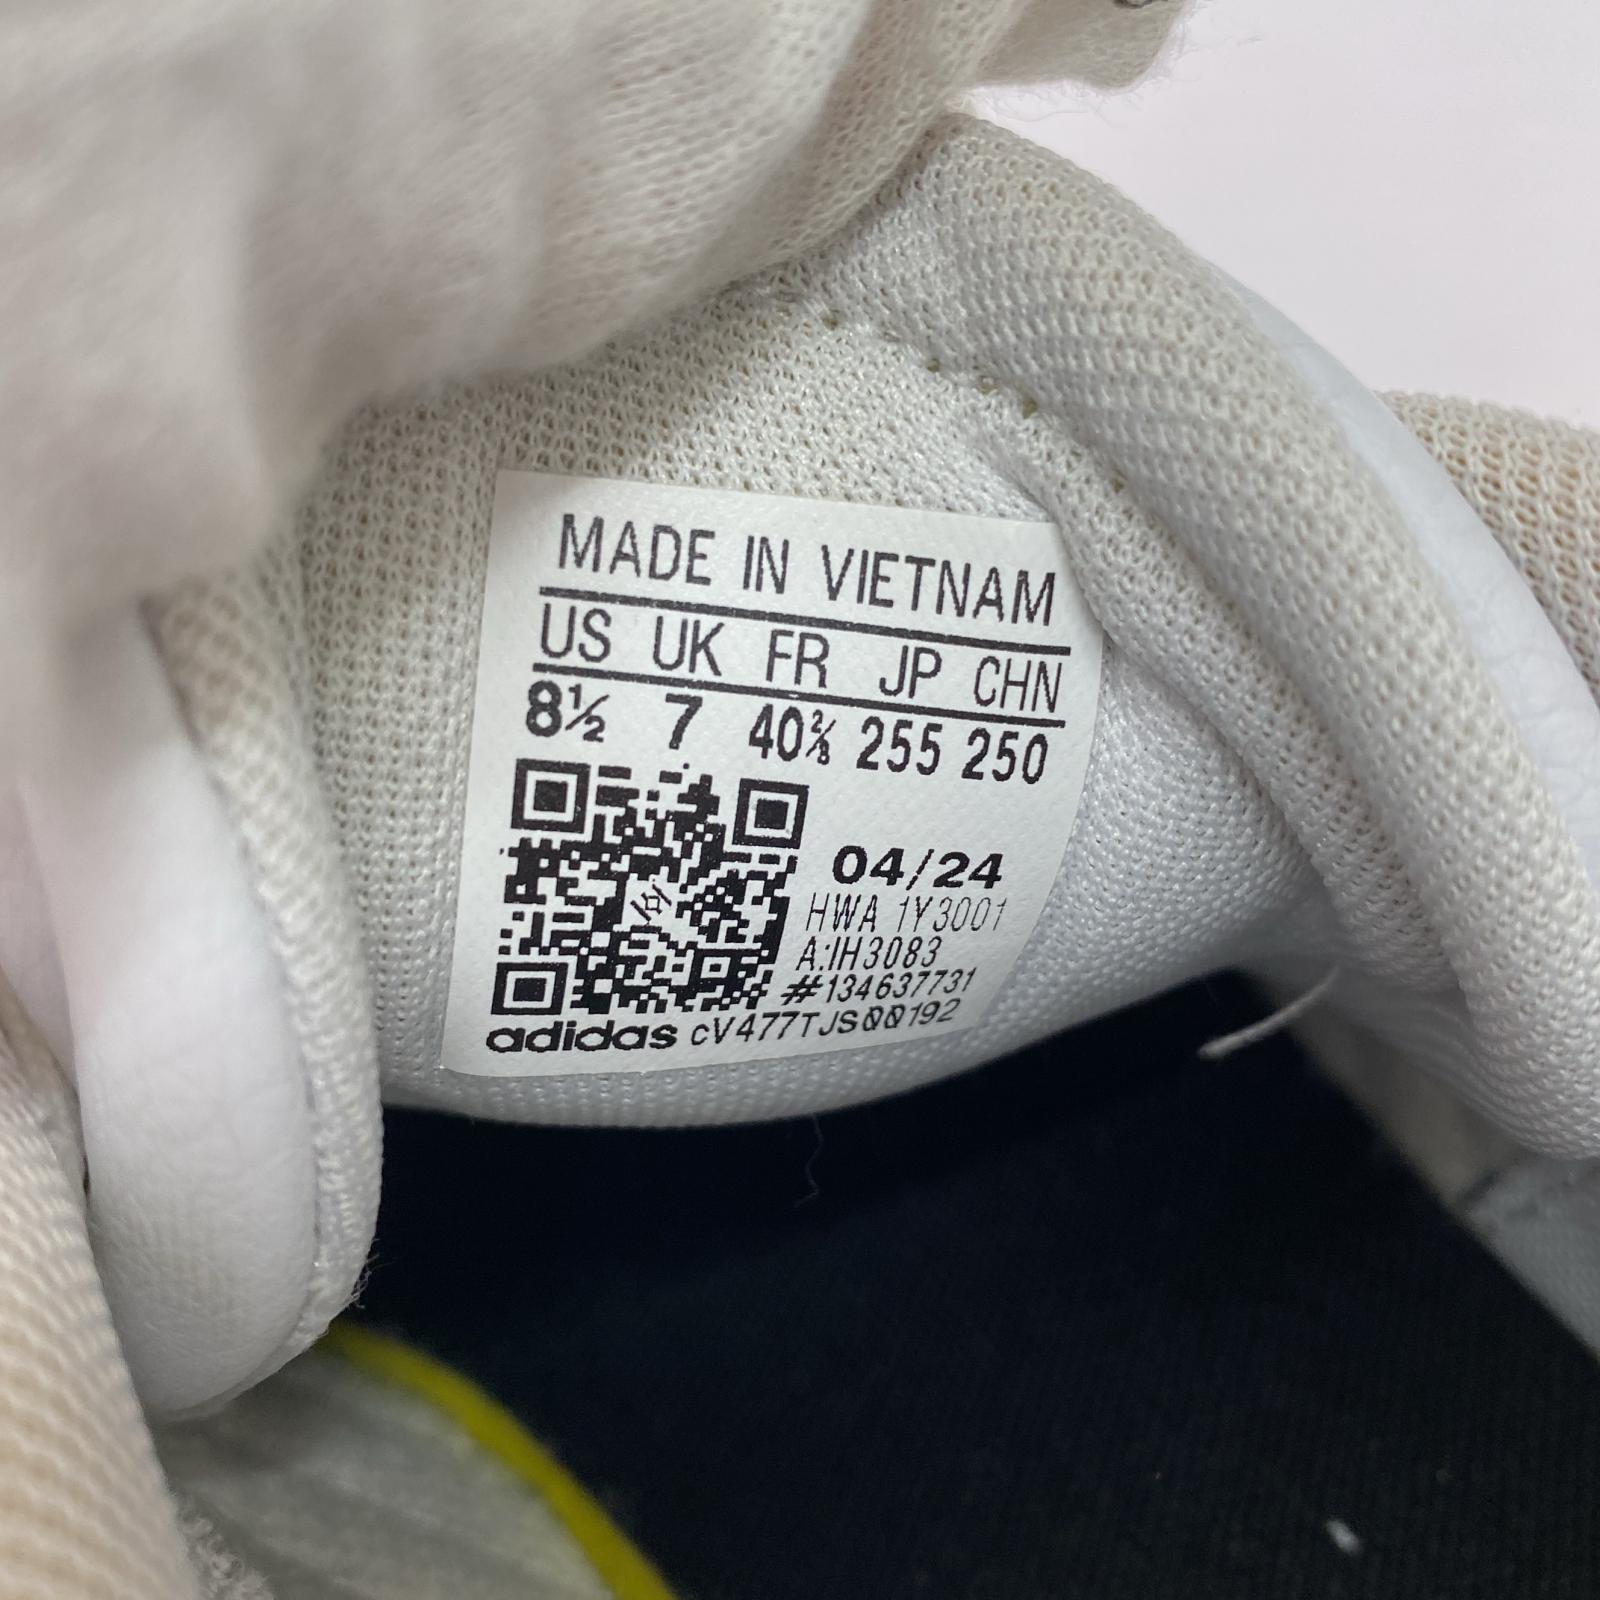 MADE IN VIETNAM
US UK FR JP CHN
8½ 7 40⅔ 255 250
04/24
HWA 1Y3001
A:IH3083
#134637731
adidas cV477TJS00192